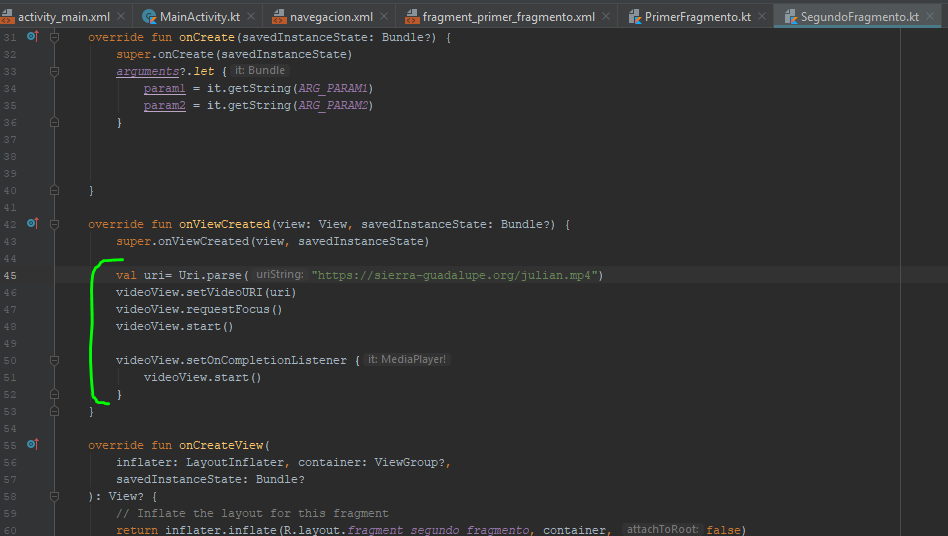 activity_main.xml MainActivity.kt navegacion.xml fragment_primer_fragmento.xml PrimerFragmento.kt SegundoFragmento.kt
31 override fun onCreate(savedInstanceState: Bundle?) {
32 super.onCreate(savedInstanceState)
33 arguments?.let { it: Bundle
34 param1 = it.getString(ARG_PARAM1)
35 param2 = it.getString(ARG_PARAM2)
36 }
37
38
39
40 }
41
42 override fun onViewCreated(view: View, savedInstanceState: Bundle?) {
43 super.onViewCreated(view, savedInstanceState)
44
45 val uri= Uri.parse( uriString: "https://sierra-guadalupe.org/julian.mp4")
46 videoView.setVideoURI(uri)
47 videoView.requestFocus()
48 videoView.start()
49
50 videoView.setOnCompletionListener { it: MediaPlayer!
51 videoView.start()
52 }
53 }
54
55 override fun onCreateView(
56 inflater: LayoutInflater, container: ViewGroup?,
57 savedInstanceState: Bundle?
58 ): View? {
59 // Inflate the layout for this fragment
60 return inflater.inflate(R.layout.fragment_segundo_fragmento, container, attachToRoot: false)